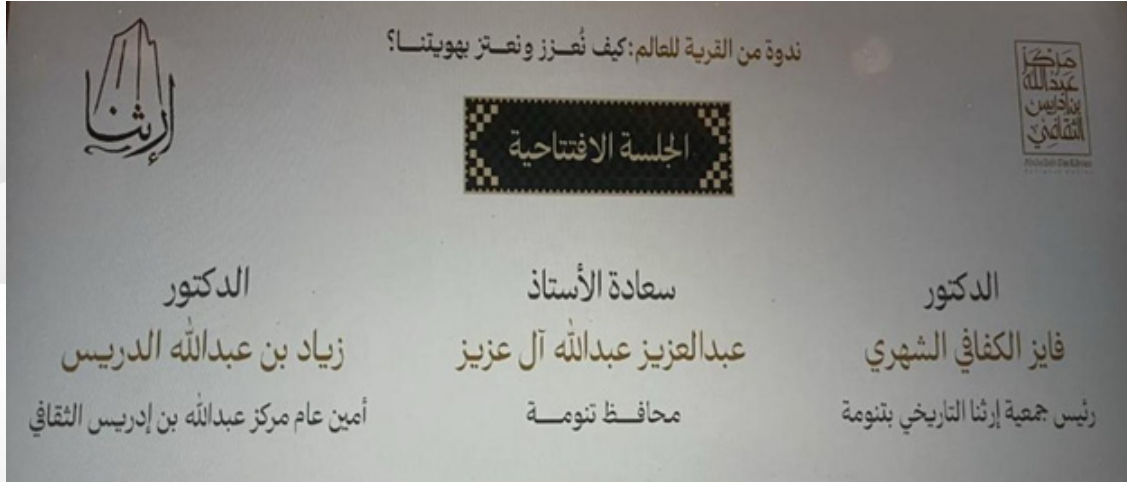 ندوة من القرية للعالم: كيف نُعزز ونعتز بهويتنا؟
مركز
عبدالله
بن إدريس
الثقافي
إرثنا
الجلسة الافتتاحية
الدكتور
فايز الكفافي الشهري
رئيس جمعية إرثنا التاريخي بتنومة
سعادة الأستاذ
عبدالعزيز عبدالله آل عزيز
محافظ تنومة
الدكتور
زياد بن عبدالله الدريس
أمين عام مركز عبدالله بن إدريس الثقافي